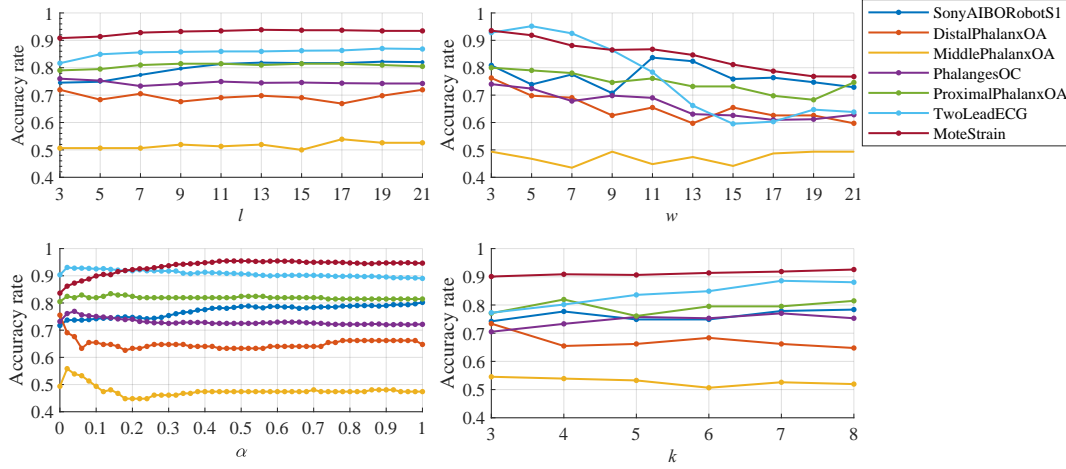 1
0.9
0.8
0.7
0.6
0.5
0.4
Accuracy rate
3 5 7 9 11 13 15 17 19 21
l
1
0.9
0.8
0.7
0.6
0.5
0.4
Accuracy rate
3 5 7 9 11 13 15 17 19 21
w
SonyAIBORobotS1
DistalPhalanxOA
MiddlePhalanxOA
PhalangesOC
ProximalPhalanxOA
TwoLeadECG
MoteStrain
1
0.9
0.8
0.7
0.6
0.5
0.4
Accuracy rate
0 0.1 0.2 0.3 0.4 0.5 0.6 0.7 0.8 0.9 1
α
1
0.9
0.8
0.7
0.6
0.5
0.4
Accuracy rate
3 4 5 6 7 8
k